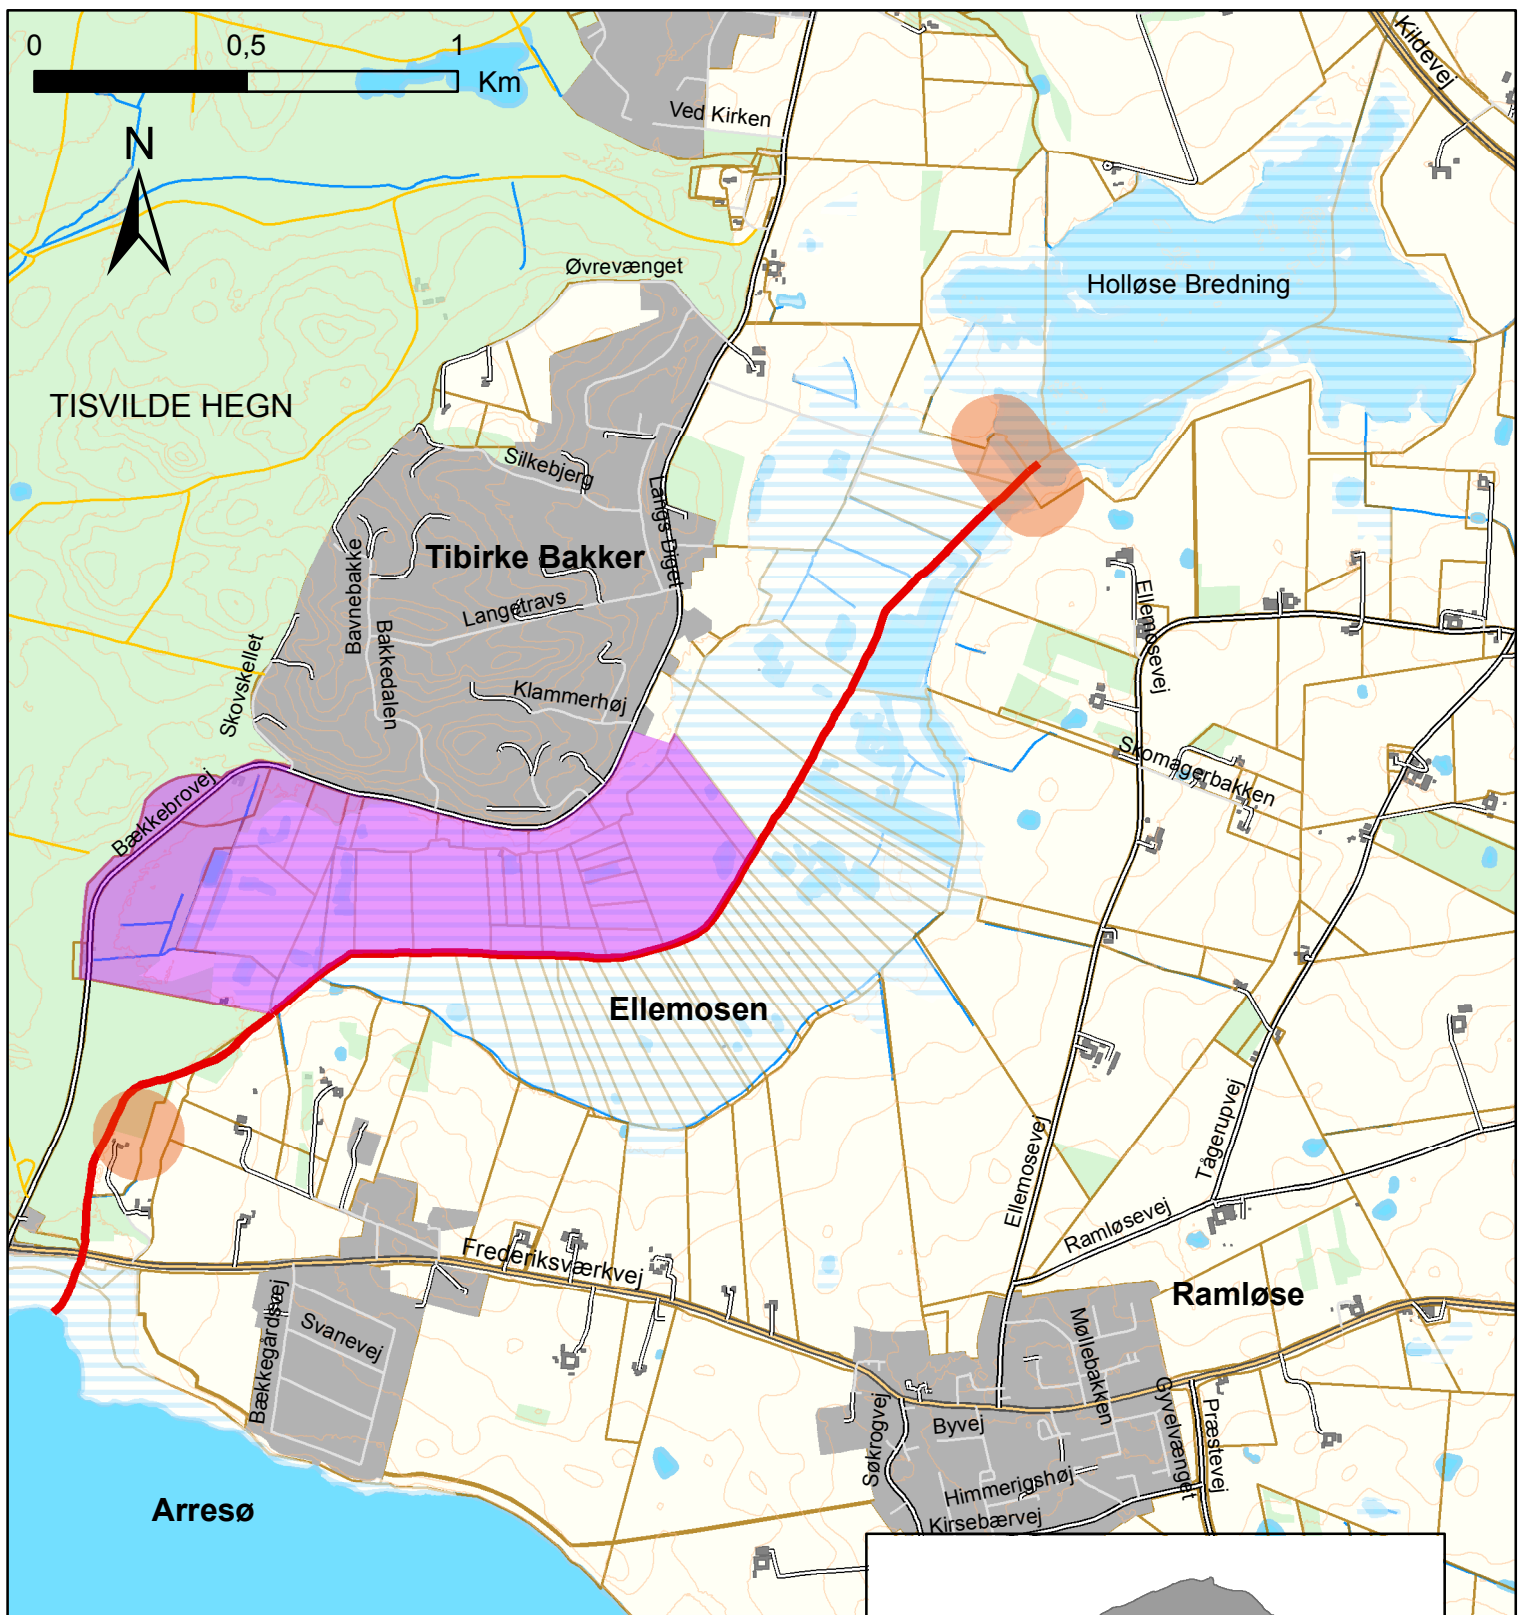 0 0,5 1
Km
Kildevej
Ved Kirken
N
Øvrevænget
Holløse Bredning
TISVILDE HEGN
Silkebjerg
Langs Diget
Tibirke Bakker
Bavnebakke
Langetravs
Ellemosevej
Bakkedalen
Skovskellet
Klammerhøj
Skomagerbakken
Bækkebrovej
Ellemosen
Ellemosevej
Tågerupvej
Ramløsevej
Frederiksværkvej
Ramløse
Bækkegårdsvej
Svanevej
Møllebakken
Gyvelvænget
Præstevej
Byvej
Søkrogvej
Himmerigshøj
Kirsebærvej
Arresø